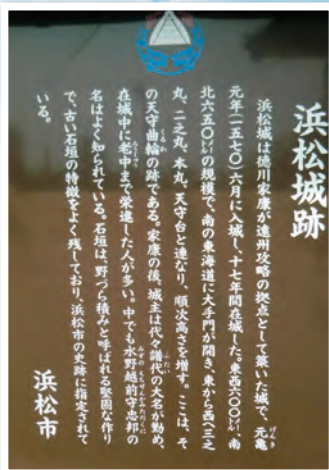 浜松城跡
浜松城は徳川家康が遠州攻略の拠点として築いた城で、元亀
元年(一五七〇)六月に入城し、十七年間在城した。東西六〇〇㍍、南
北六五〇㍍の規模で、南の東海道に大手門が開き、東から西へ三之
丸、二之丸、本丸、天守台と連なり、順次高さを増す。ここは、そ
の天守曲輪の跡である。家康の後、城主は代々譜代の大名が勤め、
在城中に老中まで栄進した人が多い。中でも水野越前守忠邦の
名はよく知られている。石垣は、野づら積みと呼ばれる堅固な作り
で、古い石垣の特徴をよく残しており、浜松市の史跡に指定されて
いる。
浜松市